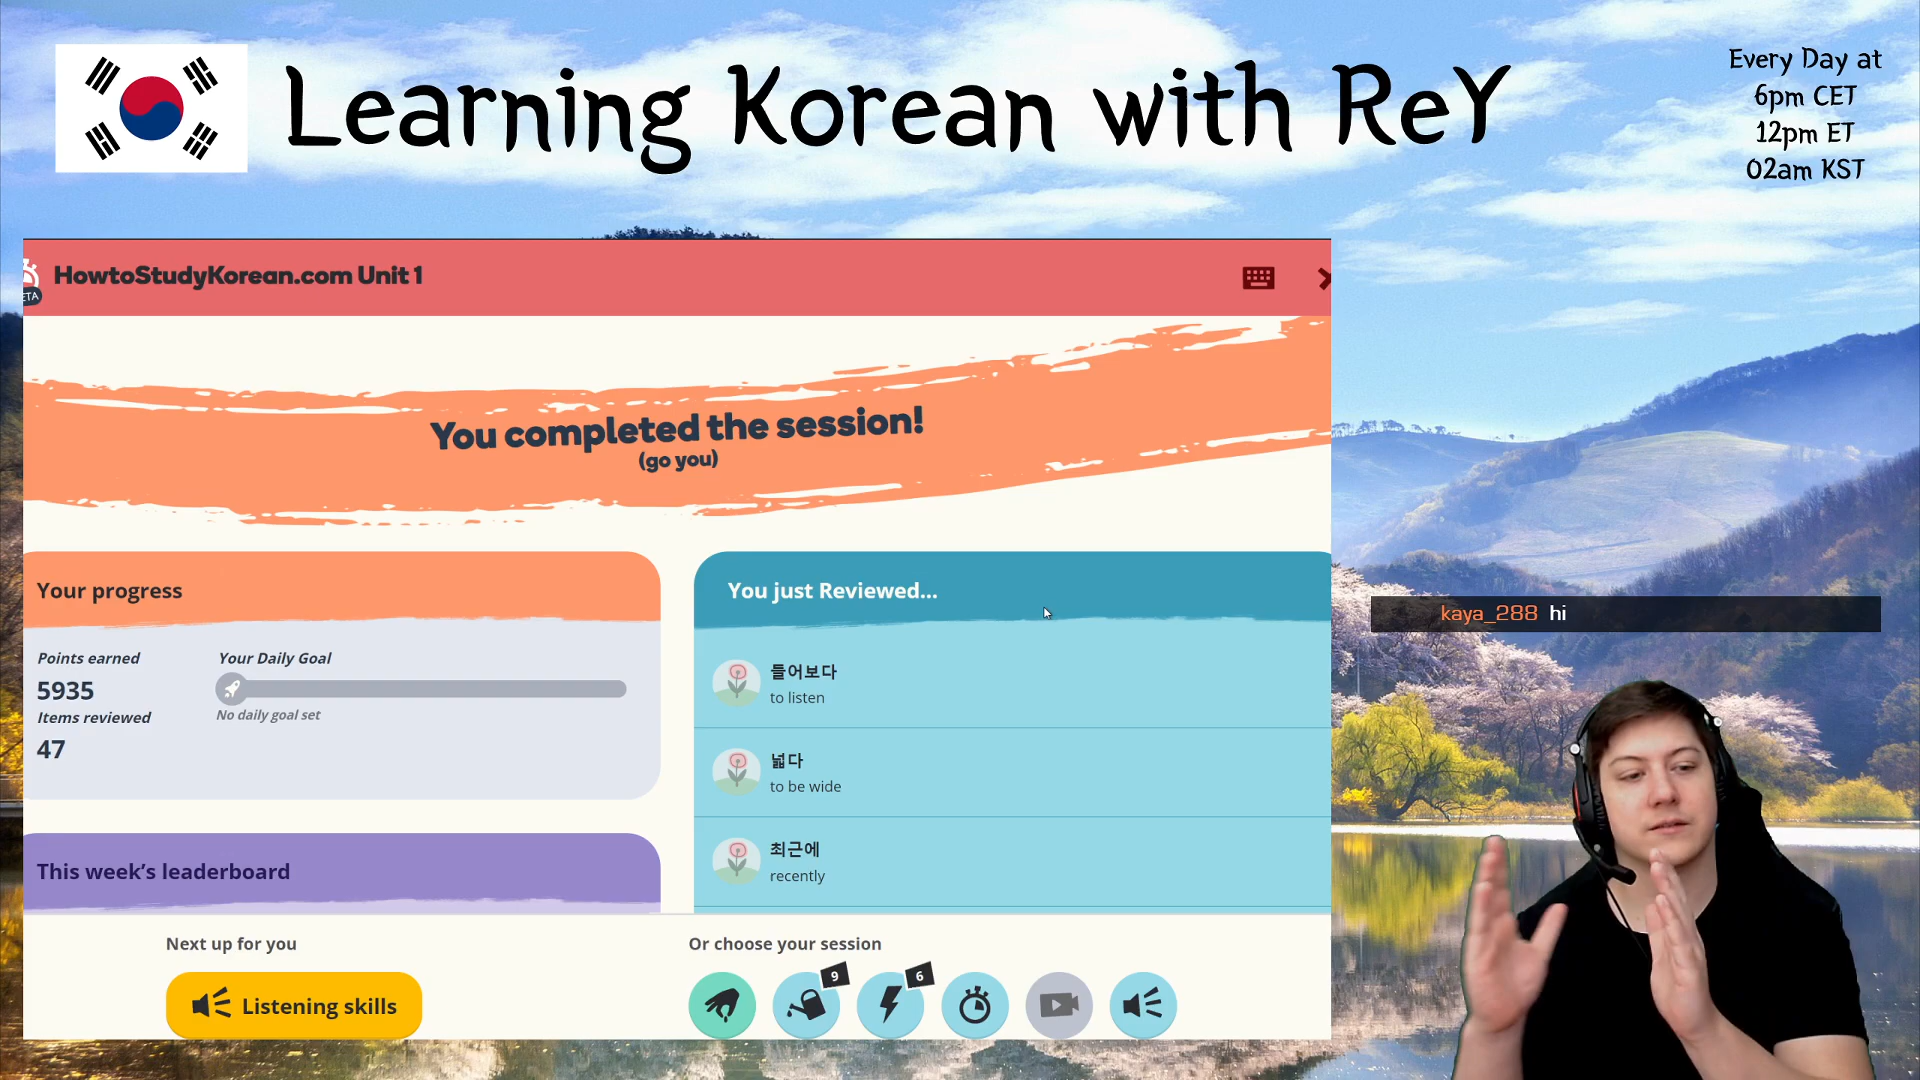 Learning Korean with ReY
Every Day at
6pm CET
12pm ET
02am KST
HowtoStudyKorean.com Unit 1
ETA
You completed the session!
(go you)
Your progress
Points earned
5935
Items reviewed
47
Your Daily Goal
No daily goal set
This week's leaderboard
You just Reviewed...
들어보다
to listen
넓다
to be wide
최근에
recently
kaya_288 hi
Next up for you
Listening skills
Or choose your session
9
6